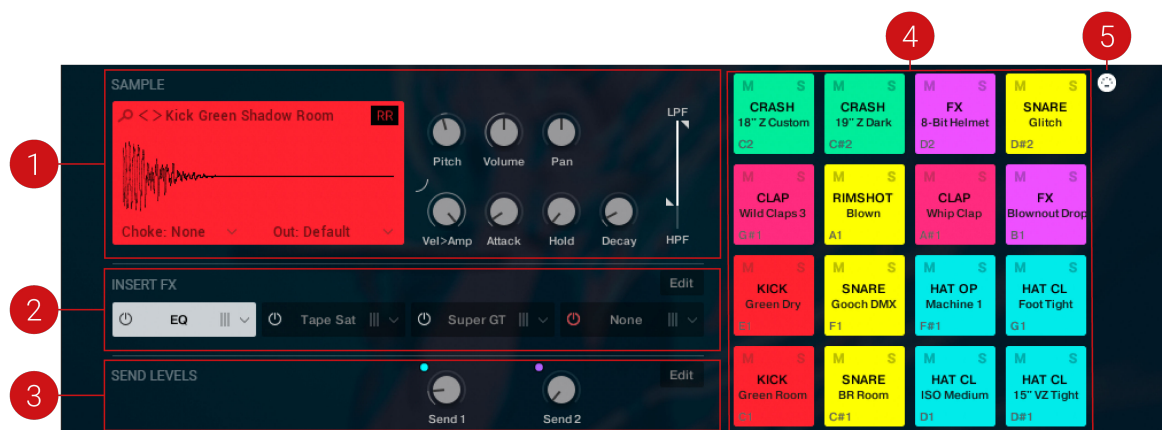 4 5
SAMPLE
< > Kick Green Shadow Room RR
LPF
Pitch Volume Pan
1
Vel>Amp Attack Hold Decay HPF
Choke: None Out: Default
INSERT FX Edit
2
EQ Tape Sat Super GT None
SEND LEVELS Edit
3
Send 1 Send 2
M S M S M S M S
CRASH CRASH FX SNARE
18" Z Custom 19" Z Dark 8-Bit Helmet Glitch
C2 C#2 D2 D#2
M S M S M S M S
CLAP RIMSHOT CLAP FX
Wild Claps 3 Blown Whip Clap Blownout Drop
G#1 A1 A#1 B1
M S M S M S M S
KICK SNARE HAT OP HAT CL
Green Dry Gooch DMX Machine 1 Foot Tight
E1 F1 F#1 G1
M S M S M S M S
KICK SNARE HAT CL HAT CL
Green Room BR Room ISO Medium 15" VZ Tight
C1 C#1 D1 D#1